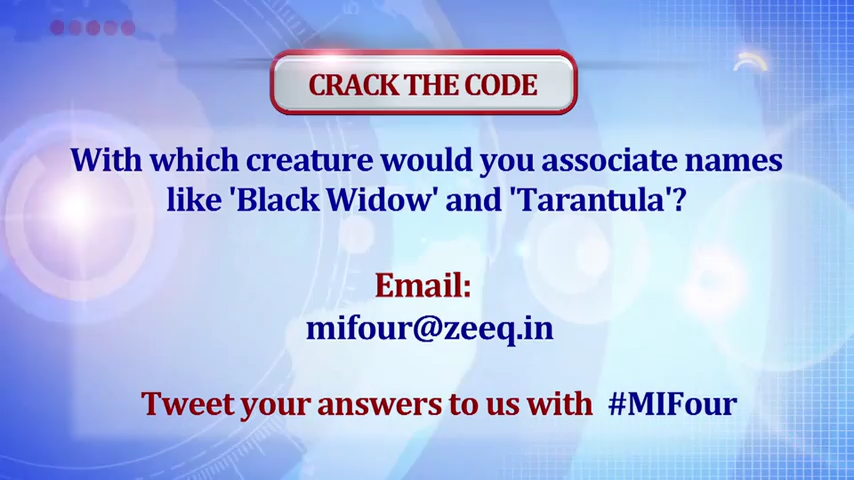 CRACK THE CODE
With which creature would you associate names
like 'Black Widow' and 'Tarantula'?
Email:
mifour@zeeq.in
Tweet your answers to us with #MIFour